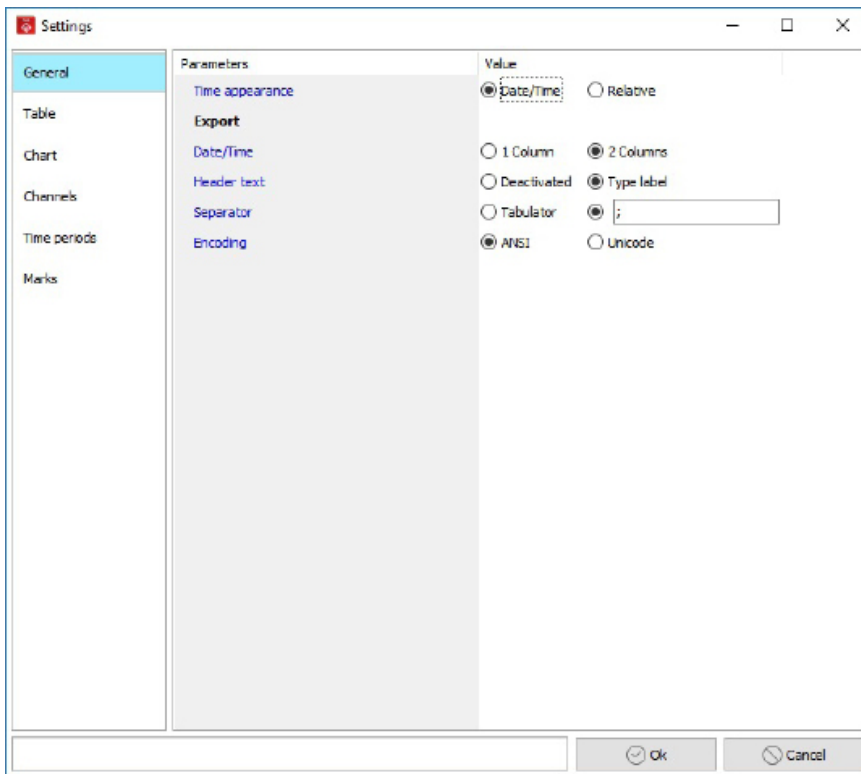 Settings
General
Table
Chart
Channels
Time periods
Marks
Parameters Value
Time appearance Date/Time Relative
Export
Date/Time 1 Column 2 Columns
Header text Deactivated Type label
Separator Tabulator ;
Encoding ANSI Unicode
Ok Cancel